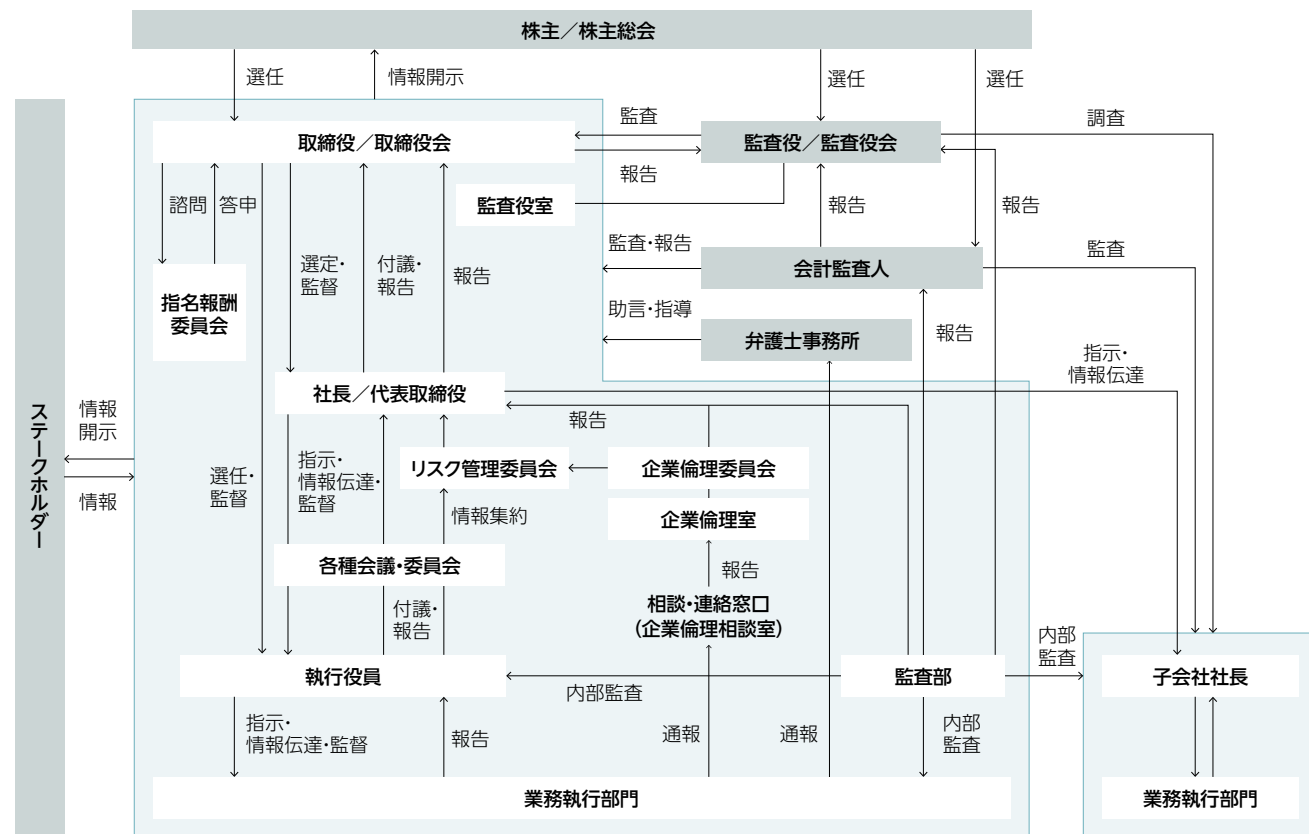 株主／株主総会
選任
情報開示
選任
選任
監査
調査
取締役／取締役会
監査役／監査役会
報告
諮問
答申
監査役室
報告
報告
選定・
監督
付議・
報告
報告
監査・報告
会計監査人
監査
指名報酬
委員会
助言・指導
弁護士事務所
報告
指示・
情報伝達
社長／代表取締役
報告
ステークホルダー
情報
開示
情報
選任・
監督
指示・
情報伝達・
監督
リスク管理委員会
企業倫理委員会
情報集約
企業倫理室
各種会議・委員会
報告
付議・
報告
相談・連絡窓口
（企業倫理相談室）
内部
監査
執行役員
内部監査
監査部
子会社社長
指示・
情報伝達・監督
報告
通報
通報
内部
監査
業務執行部門
業務執行部門